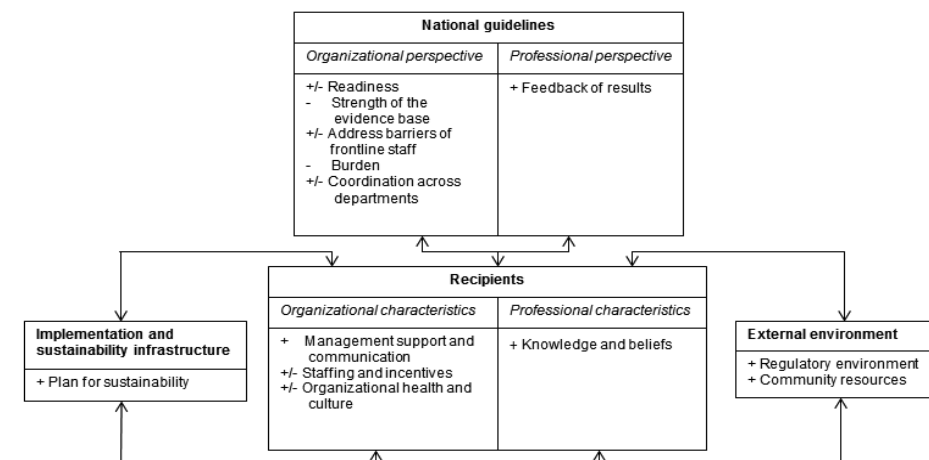 National guidelines
Organizational perspective
+/- Readiness
- Strength of the
evidence base
+/- Address barriers of
frontline staff
- Burden
+/- Coordination across
departments
Professional perspective
+ Feedback of results
Recipients
Organizational characteristics
+ Management support and
communication
+/- Staffing and incentives
+/- Organizational health and
culture
Professional characteristics
+ Knowledge and beliefs
Implementation and
sustainability infrastructure
+ Plan for sustainability
External environment
+ Regulatory environment
+ Community resources